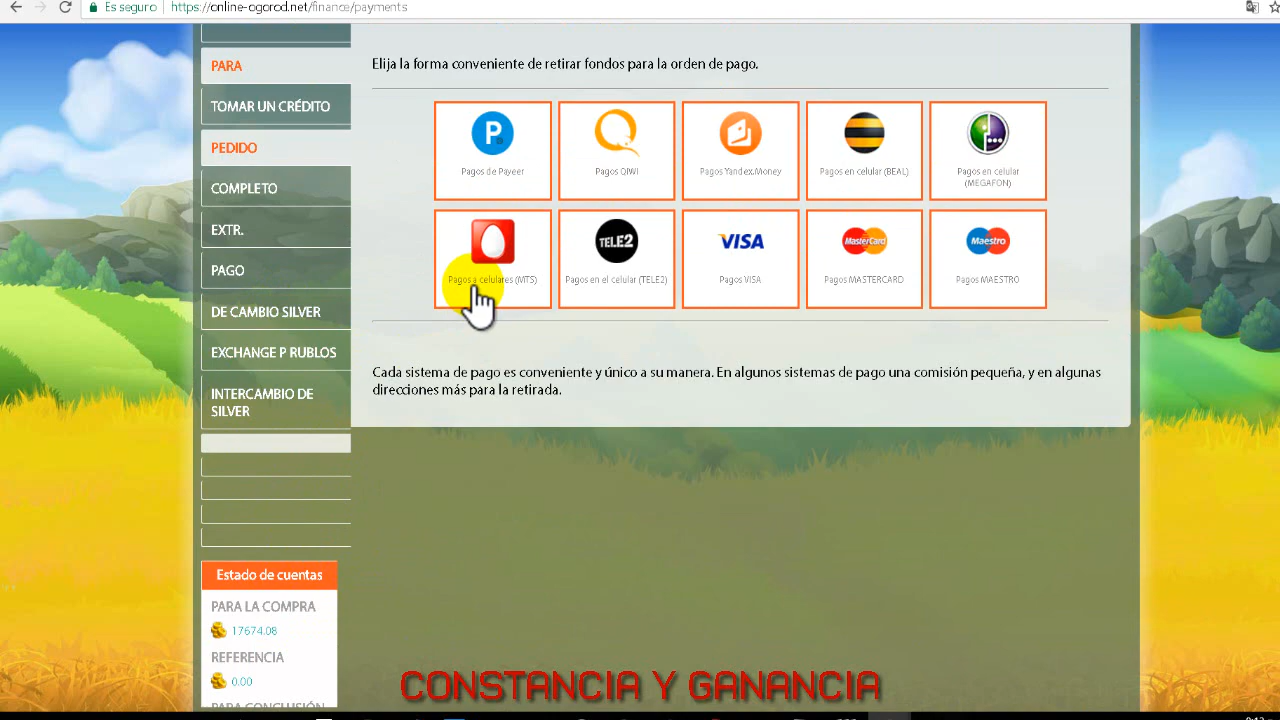 Es seguro
https://online-ogorod.net/finance/payments
PARA
TOMAR UN CRÉDITO
PEDIDO
COMPLETO
EXTR.
PAGO
DE CAMBIO SILVER
EXCHANGE P RUBLOS
INTERCAMBIO DE
SILVER
Estado de cuentas
PARA LA COMPRA
17674.08
REFERENCIA
0.00
PARA CONCLUSIÓN
Elija la forma conveniente de retirar fondos para la orden de pago.
P
Pagos de Payeer
Pagos QIWI
Pagos Yandex.Money
Pagos en celular (BEAL)
Pagos en celular
(MEGAFON)
Pagos a celulares (MTS)
TELE2
Pagos en el celular (TELE2)
VISA
Pagos VISA
MasterCard
Pagos MASTERCARD
Maestro
Pagos MAESTRO
Cada sistema de pago es conveniente y único a su manera. En algunos sistemas de pago una comisión pequeña, y en algunas
direcciones más para la retirada.
CONSTANCIA Y GANANCIA